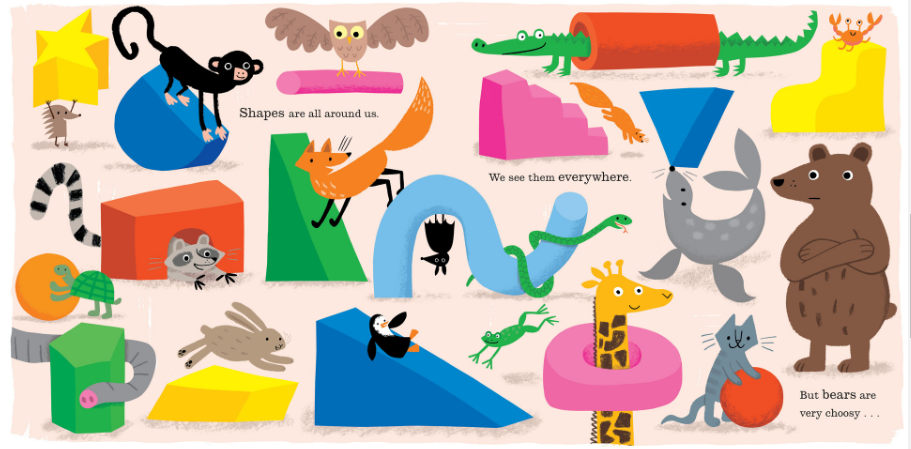 Shapes are all around us.
We see them everywhere.
But bears are
very choosy . . .